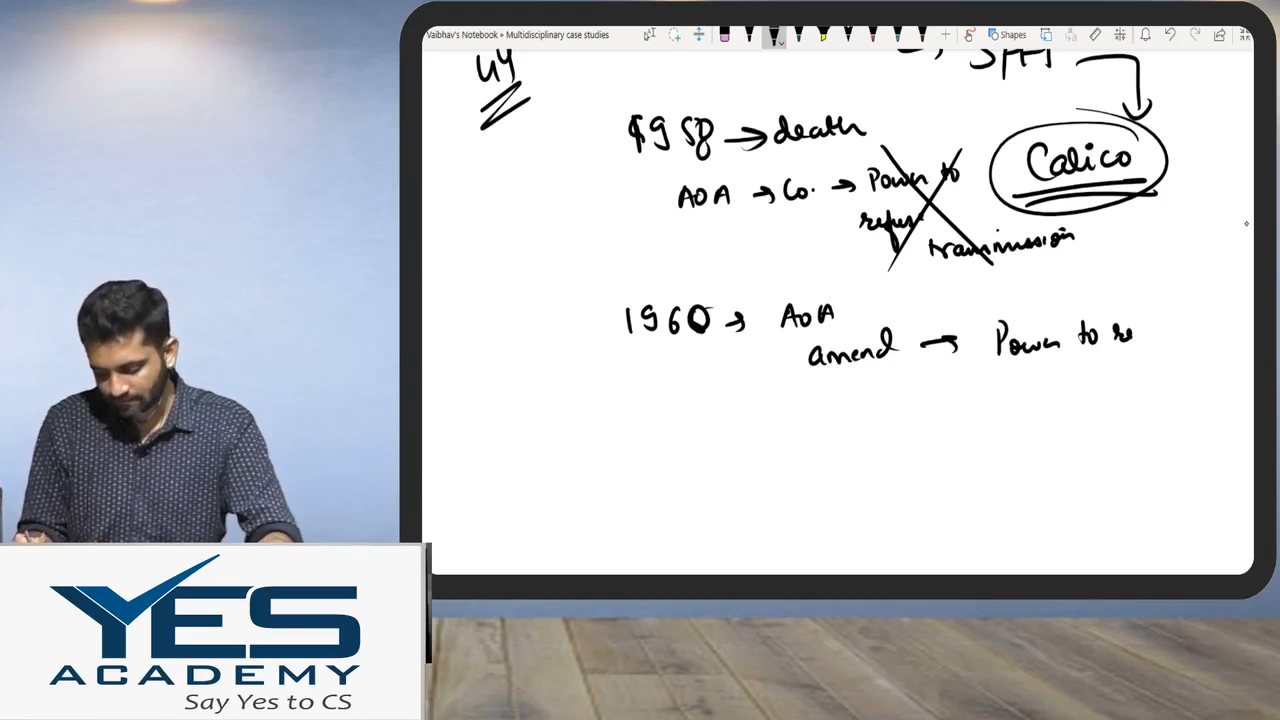 Vaibhav's Notebook » Multidisciplinary case studies
Shapes
44
1958 → death
Calico
AOA → Co. → Power to
refuse
transmission
1960 → AOA
amend → Power to re
YES
ACADEMY
Say Yes to CS